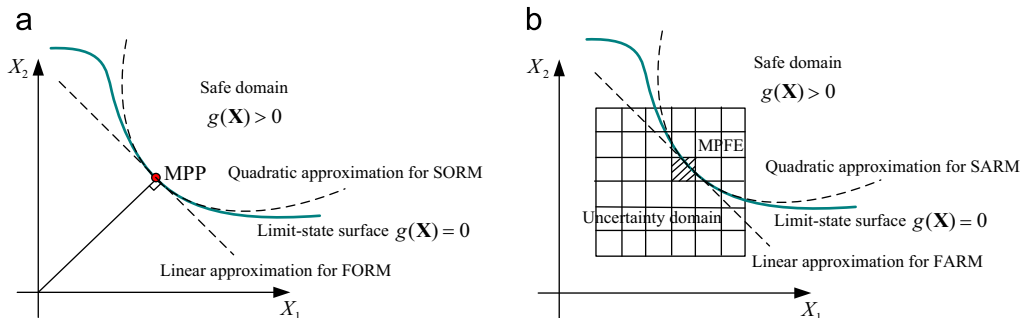 a
X₂
Safe domain
g(X) > 0
MPP
Quadratic approximation for SORM
Limit-state surface g(X) = 0
Linear approximation for FORM
X₁
b
X₂
Safe domain
g(X) > 0
MPFE
Quadratic approximation for SARM
Uncertainty domain
Limit-state surface g(X) = 0
Linear approximation for FARM
X₁